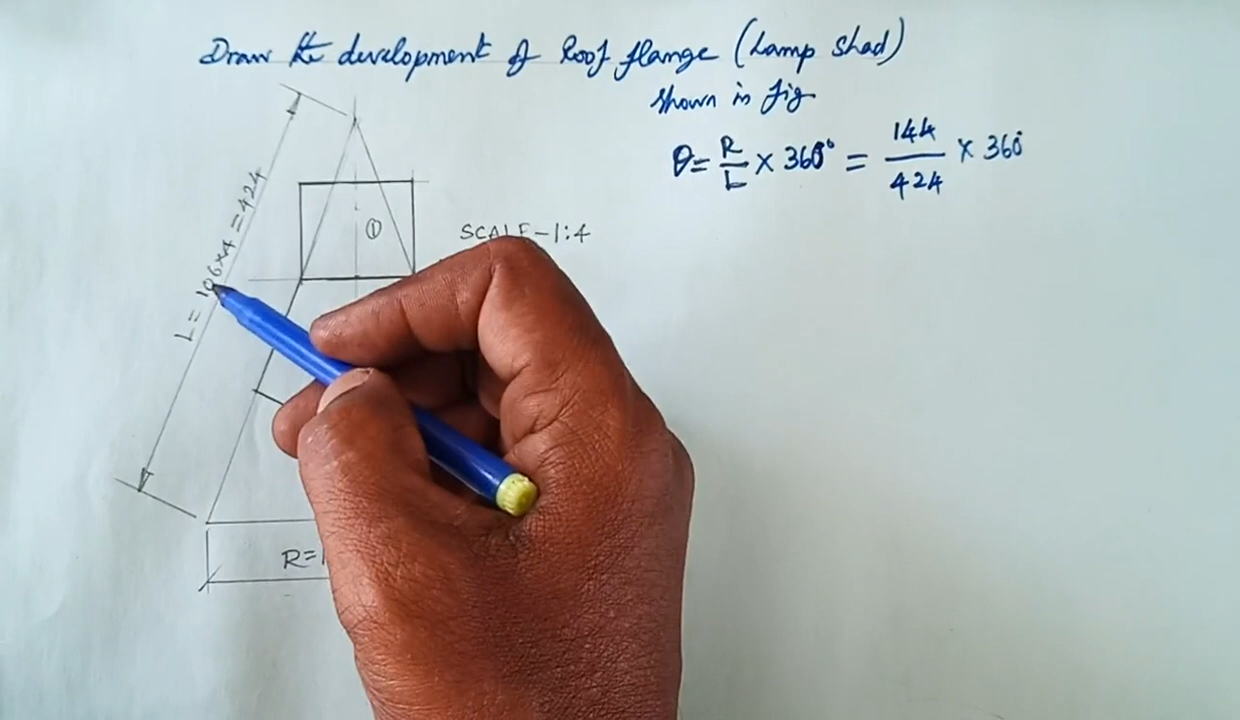 Draw the development of Roof flange (Lamp Shad)
shown in fig
θ = R/L × 360° = 144/424 × 360°
L = 106×4 = 424
①
SCALE-1:4
R=